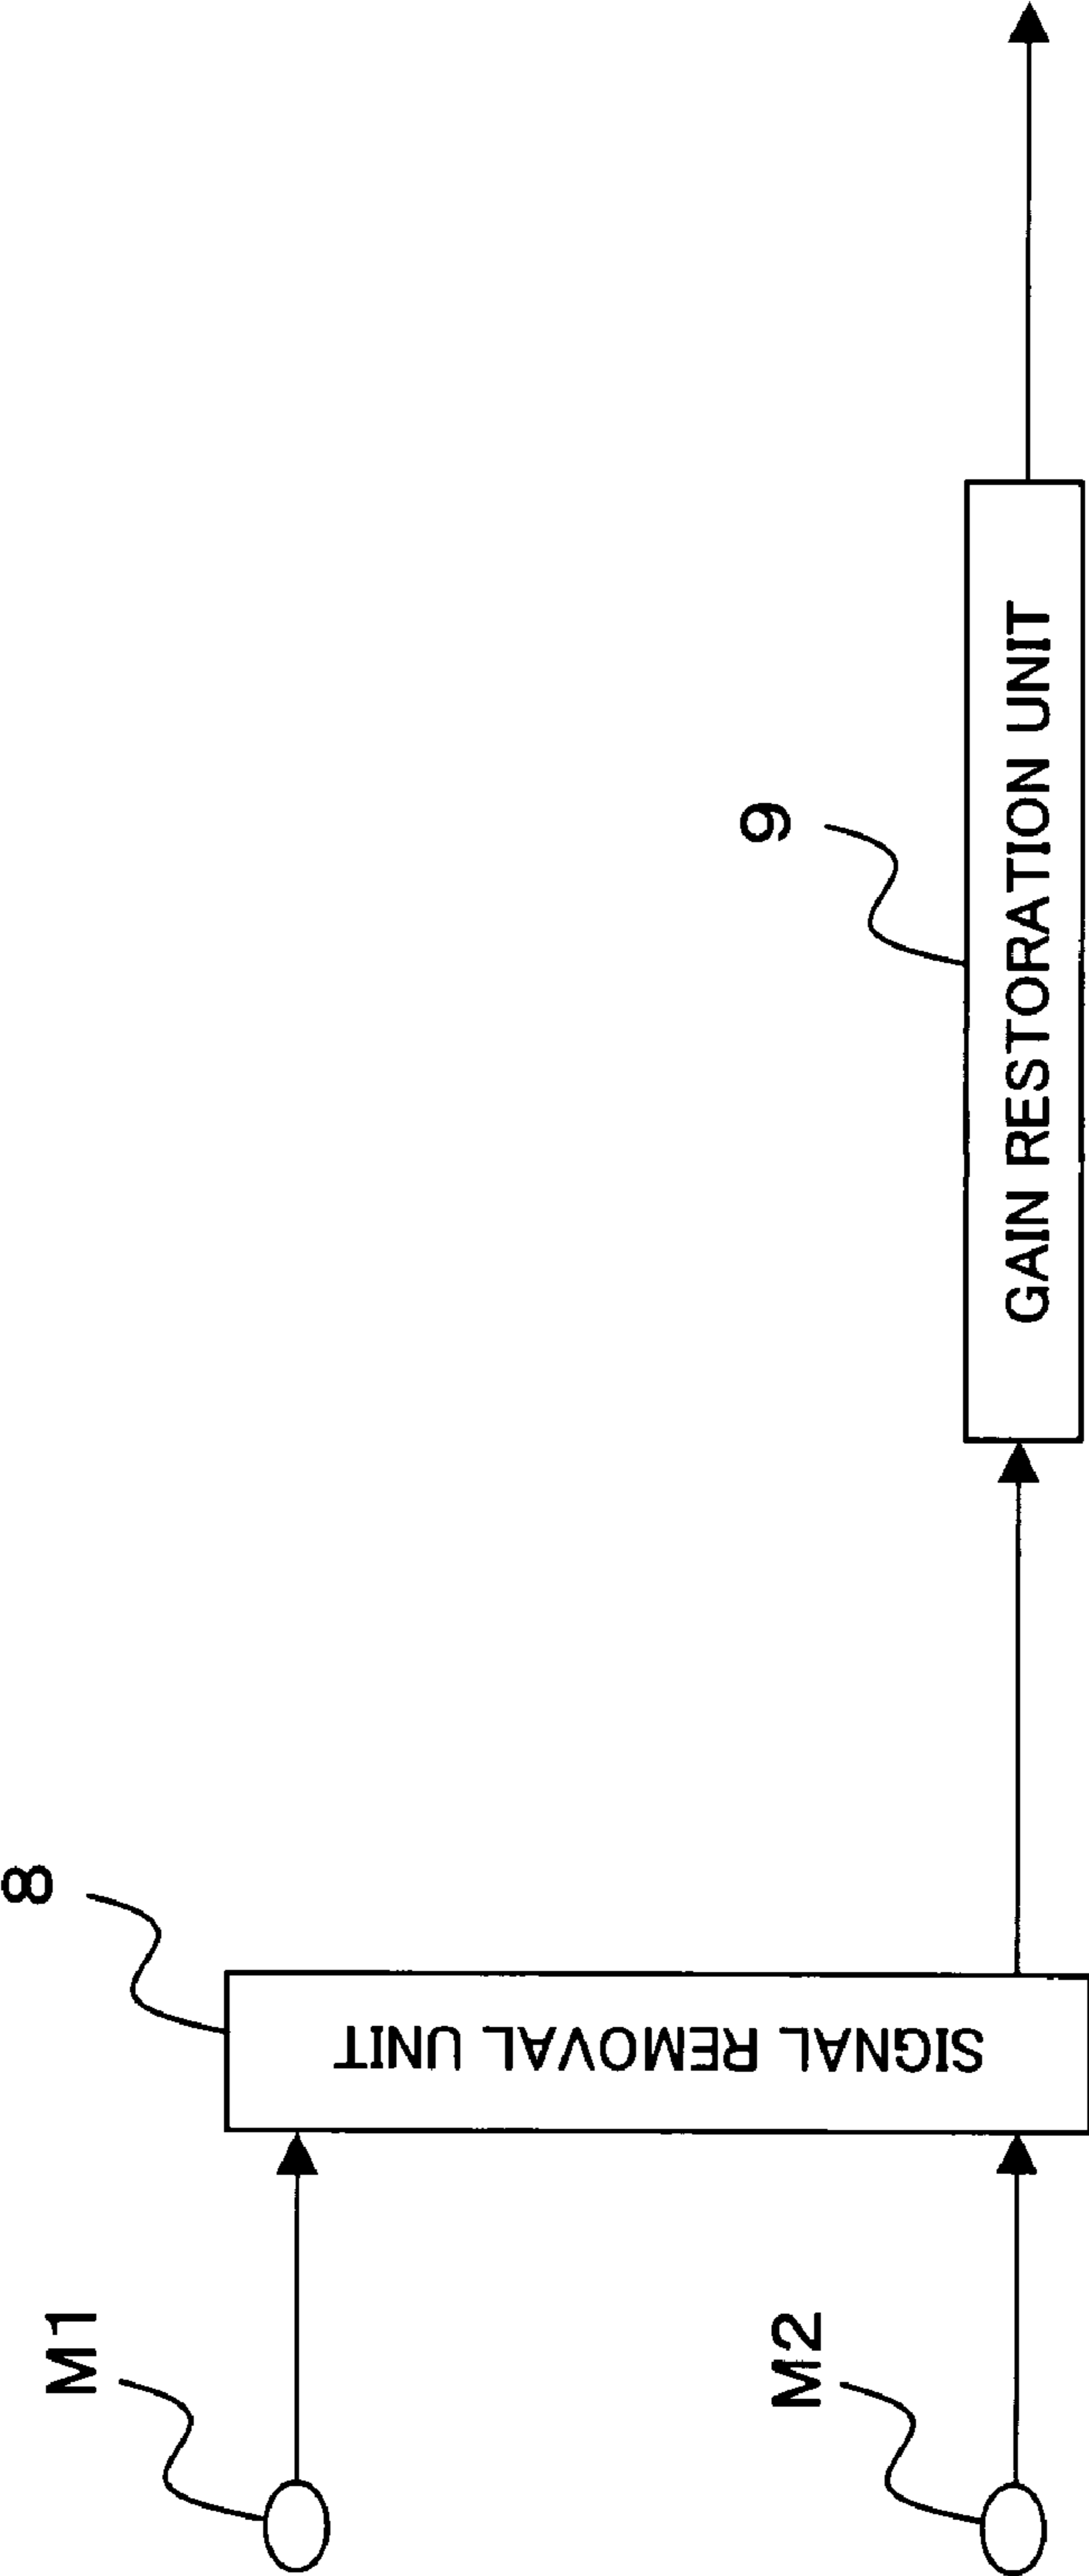 M1
M2
8
SIGNAL REMOVAL UNIT
9
GAIN RESTORATION UNIT